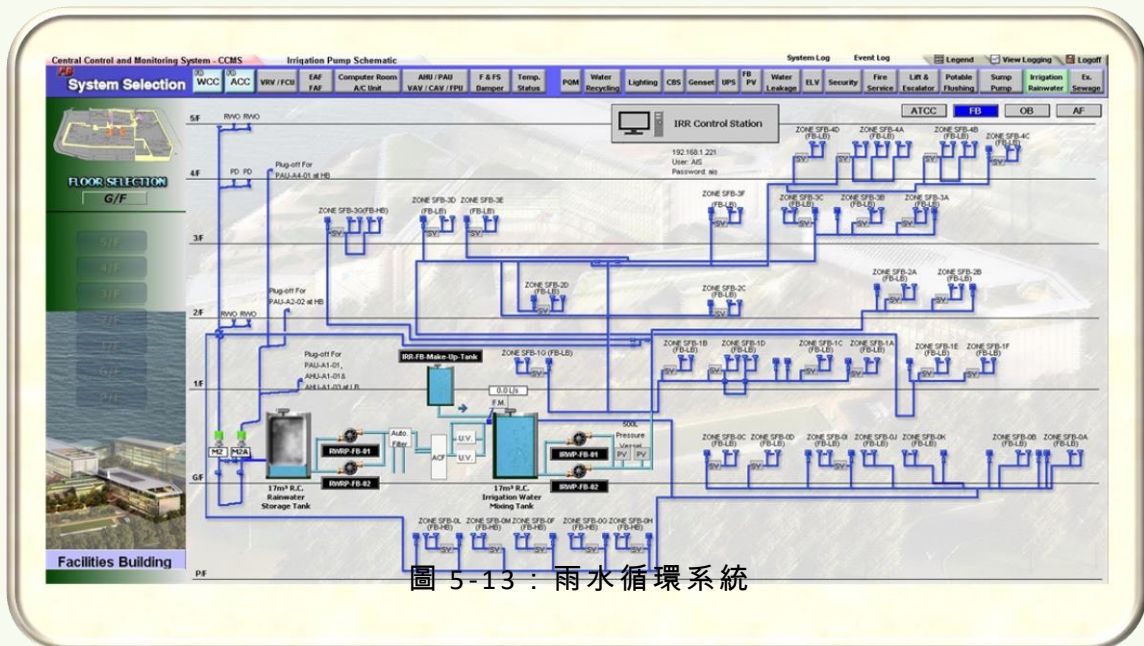 Central Control and Monitoring System - CCMS
Irrigation Pump Schematic
System Log
Event Log
Legend
View Logging
Logoff
System Selection
WCC
ACC
VRV / FCU
EAF
FAF
Computer Room
A/C Unit
AHU / PAU
VAV / CAV / FPU
F & FS
Damper
Temp.
Status
PQM
Water
Recycling
Lighting
CBS
Genset
UPS
FB
PV
Water
Leakage
ELV
Security
Fire
Service
Lift &
Escalator
Potable
Flushing
Sump
Pump
Irrigation
Rainwater
Ex.
Sewage
ATCC
FB
OB
AF
IRR Control Station
192.168.1.221
User: AIS
Password: ais
FLOOR SELECTION
G/F
5/F
4/F
3/F
Facilities Building
5/F
RWO RWO
4/F
PD PD
Plug-off For
PAU-A4-01 at HB
3/F
Plug-off For
PAU-A2-02 at HB
2/F
RWO RWO
Plug-off For
PAU-A1-01,
AHU-A1-01&
AHU-A1-03 at LB
1/F
G/F
P/F
ZONE SFB-4D
(FB-LB)
ZONE SFB-4A
(FB-LB)
ZONE SFB-4B
(FB-LB)
ZONE SFB-4C
(FB-LB)
ZONE SFB-3G(FB-HB)
ZONE SFB-3D
(FB-LB)
ZONE SFB-3E
(FB-LB)
ZONE SFB-3F
(FB-LB)
ZONE SFB-3C
(FB-LB)
ZONE SFB-3B
(FB-LB)
ZONE SFB-3A
(FB-LB)
ZONE SFB-2D
(FB-LB)
ZONE SFB-2C
(FB-LB)
ZONE SFB-2A
(FB-LB)
ZONE SFB-2B
(FB-LB)
ZONE SFB-1G (FB-LB)
ZONE SFB-1B
(FB-LB)
ZONE SFB-1D
(FB-LB)
ZONE SFB-1C
(FB-LB)
ZONE SFB-1A
(FB-LB)
ZONE SFB-1E
(FB-LB)
ZONE SFB-1F
(FB-LB)
IRR-FB-Make-Up-Tank
0.0 L/s
F.M.
M2
M2A
17m³ R.C.
Rainwater
Storage Tank
RWRP-FB-01
RWRP-FB-02
Auto.
Filter
ACF
U.V.
U.V.
17m³ R.C.
Irrigation Water
Mixing Tank
IRWP-FB-01
IRWP-FB-02
500L
Pressure
Vessel
PV
PV
ZONE SFB-0C
(FB-LB)
ZONE SFB-0D
(FB-LB)
ZONE SFB-0I
(FB-LB)
ZONE SFB-0J
(FB-LB)
ZONE SFB-0K
(FB-LB)
ZONE SFB-0B
(FB-LB)
ZONE SFB-0A
(FB-LB)
ZONE SFB-0L
(FB-HB)
ZONE SFB-0M
(FB-HB)
ZONE SFB-0F
(FB-HB)
ZONE SFB-0G
(FB-HB)
ZONE SFB-0H
(FB-HB)
圖 5-13：雨水循環系統